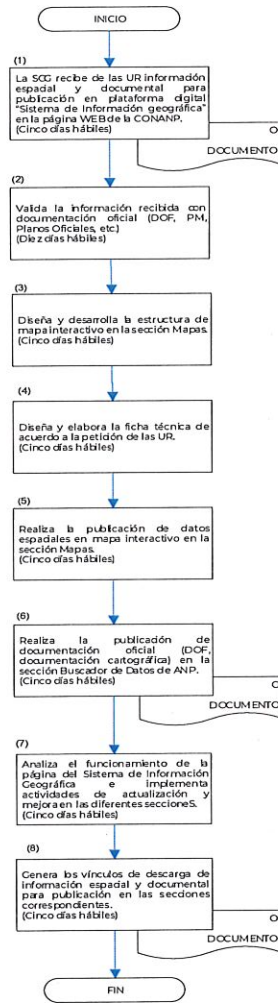 INICIO
(1)
La SCG recibe de las UR información
espacial y documental para
publicación en plataforma digital
"Sistema de Información geográfica"
en la página WEB de la CONANP.
(Cinco días hábiles)
O
DOCUMENTO
(2)
Valida la información recibida con
documentación oficial (DOF, PM,
Planos Oficiales, etc.)
(Diez días hábiles)
(3)
Diseña y desarrolla la estructura de
mapa interactivo en la sección Mapas.
(Cinco días hábiles)
(4)
Diseña y elabora la ficha técnica de
acuerdo a la petición de las UR.
(Cinco días hábiles)
(5)
Realiza la publicación de datos
espaciales en mapa interactivo en la
sección Mapas.
(Cinco días hábiles)
(6)
Realiza la publicación de
documentación oficial (DOF,
documentación cartográfica) en la
sección Buscador de Datos de ANP.
(Cinco días hábiles)
O
DOCUMENTO
(7)
Analiza el funcionamiento de la
página del Sistema de Información
Geográfica e implementa
actividades de actualización y
mejora en las diferentes seccioneS.
(Cinco días hábiles)
(8)
Genera los vínculos de descarga de
información espacial y documental
para publicación en las secciones
correspondientes.
(Cinco días hábiles)
O
DOCUMENTO
FIN